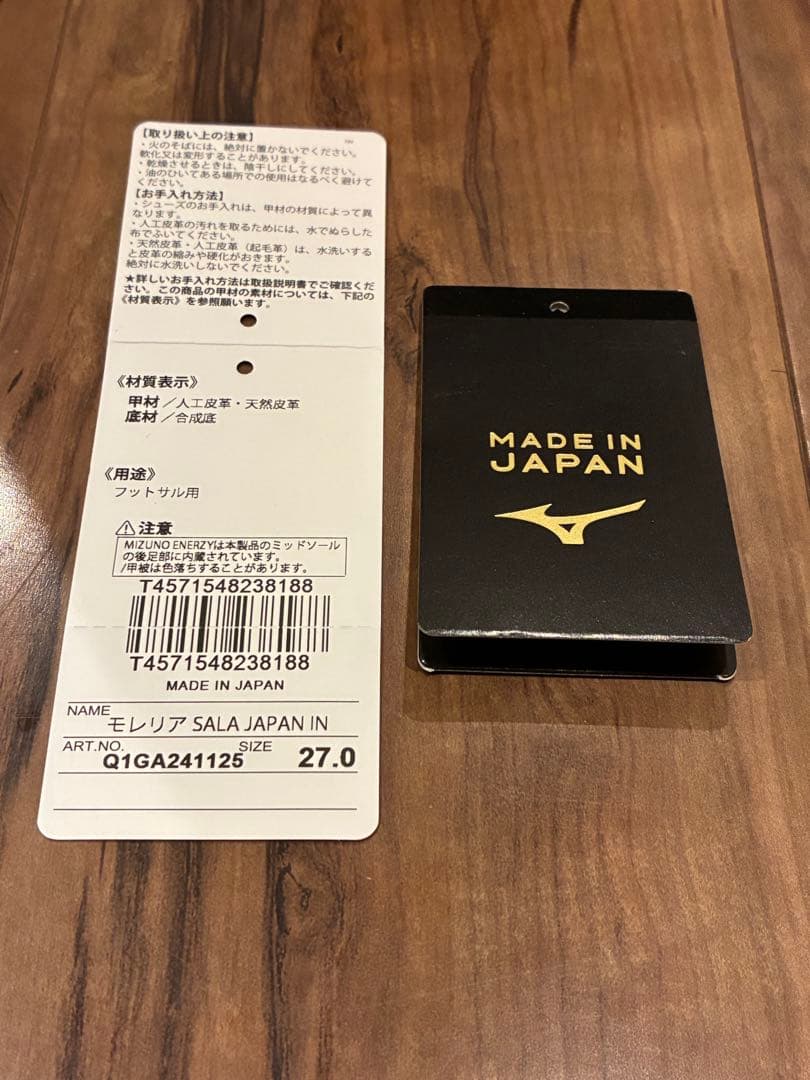 【取り扱い上の注意】
・火のそばには、絶対に置かないでください。
軟化又は変形することがあります。
・乾燥させるときは、陰干しにしてください。
・油のひいてある場所での使用はなるべく避けて
ください。
【お手入れ方法】
・シューズのお手入れは、甲材の材質によって異
なります。
・人工皮革の汚れを取るためには、水でぬらした
布でふいてください。
・天然皮革・人工皮革（起毛革）は、水洗いする
と皮革の縮みや硬化がおきます。
絶対に水洗いしないでください。
★詳しいお手入れ方法は取扱説明書でご確認くだ
さい。この商品の甲材の素材については、下記の
《材質表示》を参照願います。
《材質表示》
甲材／人工皮革・天然皮革
底材／合成底
《用途》
フットサル用
⚠注意
MIZUNO ENERZYは本製品のミッドソール
の後足部に内蔵されています。
/甲被は色落ちすることがあります。
T4571548238188
T4571548238188
MADE IN JAPAN
NAME
モレリア SALA JAPAN IN
ART.NO. SIZE
Q1GA241125 27.0
MADE IN
JAPAN